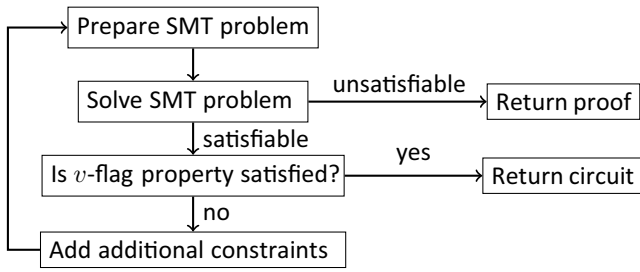 Prepare SMT problem
unsatisfiable
Solve SMT problem
Return proof
satisfiable
yes
Is v-flag property satisfied?
Return circuit
no
Add additional constraints